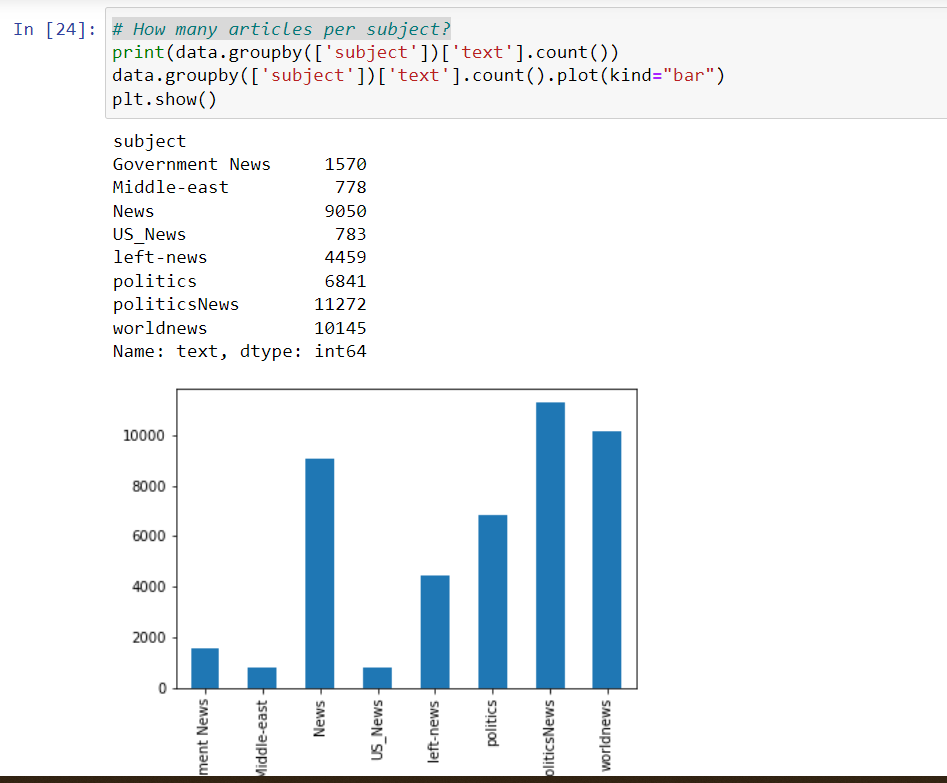 In [24]: # How many articles per subject?
print(data.groupby(['subject'])['text'].count())
data.groupby(['subject'])['text'].count().plot(kind="bar")
plt.show()
subject
Government News 1570
Middle-east 778
News 9050
US_News 783
left-news 4459
politics 6841
politicsNews 11272
worldnews 10145
Name: text, dtype: int64
10000
8000
6000
4000
2000
0
ment News
Middle-east
News
US_News
left-news
politics
oliticsNews
worldnews